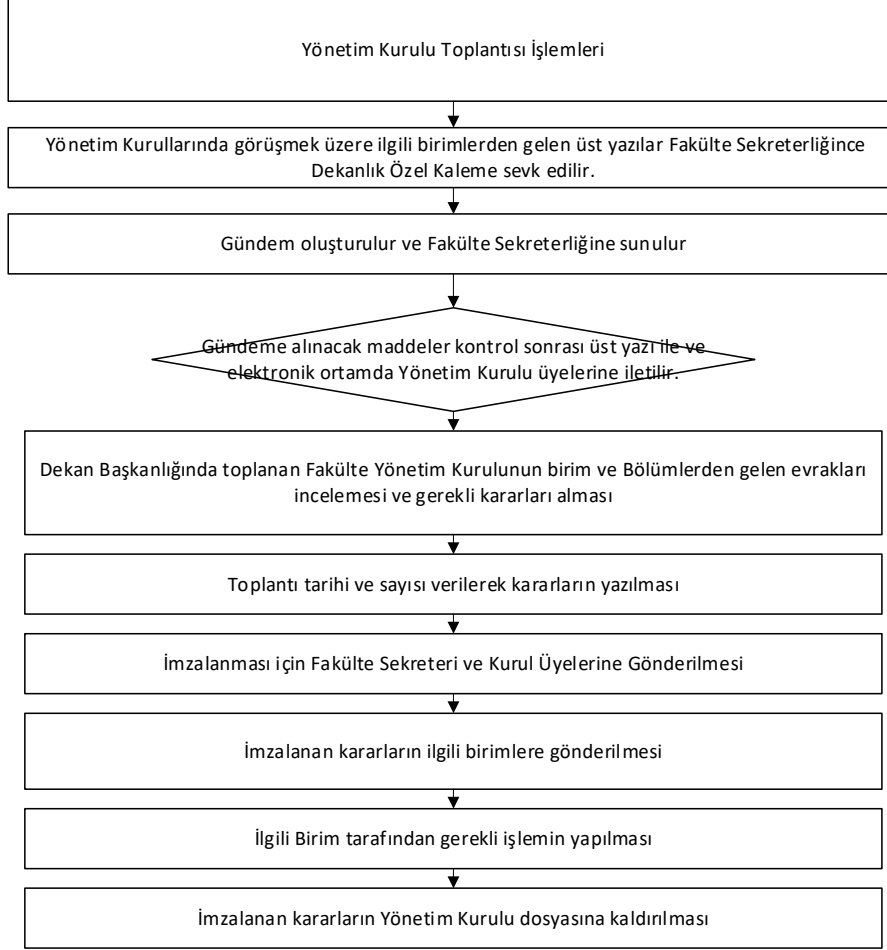 Yönetim Kurulu Toplantısı İşlemleri
Yönetim Kurullarında görüşmek üzere ilgili birimlerden gelen üst yazılar Fakülte Sekreterliğince
Dekanlık Özel Kaleme sevk edilir.
Gündem oluşturulur ve Fakülte Sekreterliğine sunulur
Gündeme alınacak maddeler kontrol sonrası üst yazı ile ve
elektronik ortamda Yönetim Kurulu üyelerine iletilir.
Dekan Başkanlığında toplanan Fakülte Yönetim Kurulunun birim ve Bölümlerden gelen evrakları
incelemesi ve gerekli kararları alması
Toplantı tarihi ve sayısı verilerek kararların yazılması
İmzalanması için Fakülte Sekreteri ve Kurul Üyelerine Gönderilmesi
İmzalanan kararların ilgili birimlere gönderilmesi
İlgili Birim tarafından gerekli işlemin yapılması
İmzalanan kararların Yönetim Kurulu dosyasına kaldırılması